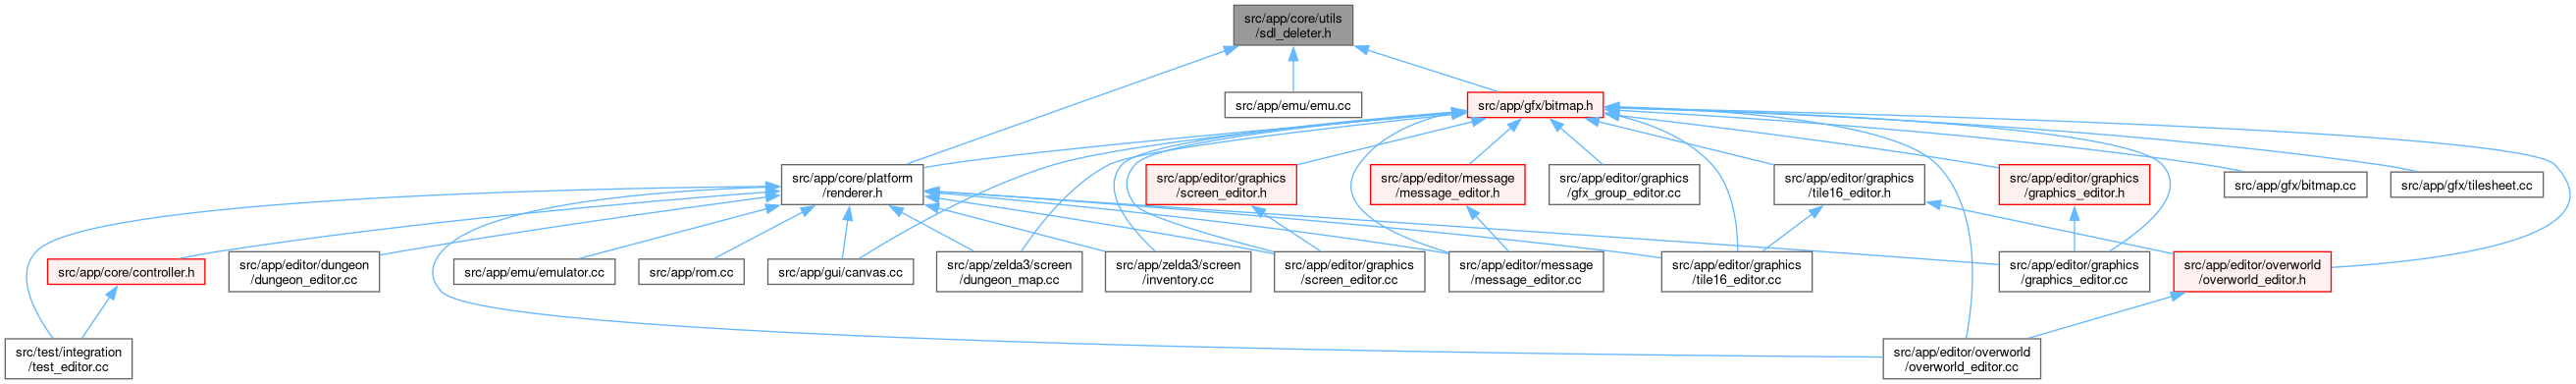 src/app/core/utils
/sdl_deleter.h
src/app/emu/emu.cc
src/app/gfx/bitmap.h
src/app/core/platform
/renderer.h
src/app/editor/graphics
/screen_editor.h
src/app/editor/message
/message_editor.h
src/app/editor/graphics
/gfx_group_editor.cc
src/app/editor/graphics
/tile16_editor.h
src/app/editor/graphics
/graphics_editor.h
src/app/gfx/bitmap.cc
src/app/gfx/tilesheet.cc
src/app/core/controller.h
src/app/editor/dungeon
/dungeon_editor.cc
src/app/emu/emulator.cc
src/app/rom.cc
src/app/gui/canvas.cc
src/app/zelda3/screen
/dungeon_map.cc
src/app/zelda3/screen
/inventory.cc
src/app/editor/graphics
/screen_editor.cc
src/app/editor/message
/message_editor.cc
src/app/editor/graphics
/tile16_editor.cc
src/app/editor/graphics
/graphics_editor.cc
src/app/editor/overworld
/overworld_editor.h
src/test/integration
/test_editor.cc
src/app/editor/overworld
/overworld_editor.cc